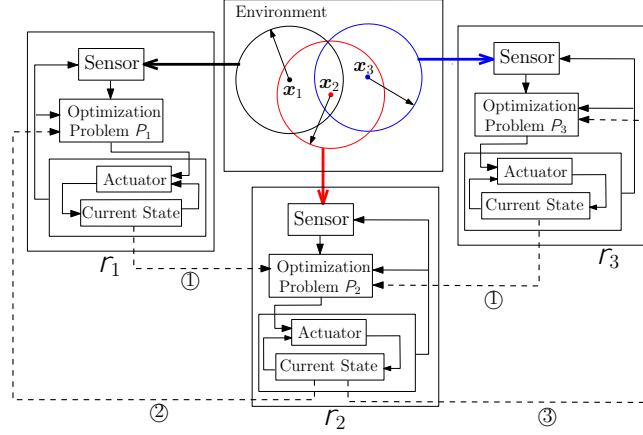 Environment
x1
x2
x3
Sensor
Optimization
Problem P1
Actuator
Current State
r1
Sensor
Optimization
Problem P2
Actuator
Current State
r2
Sensor
Optimization
Problem P3
Actuator
Current State
r3
①
①
②
③